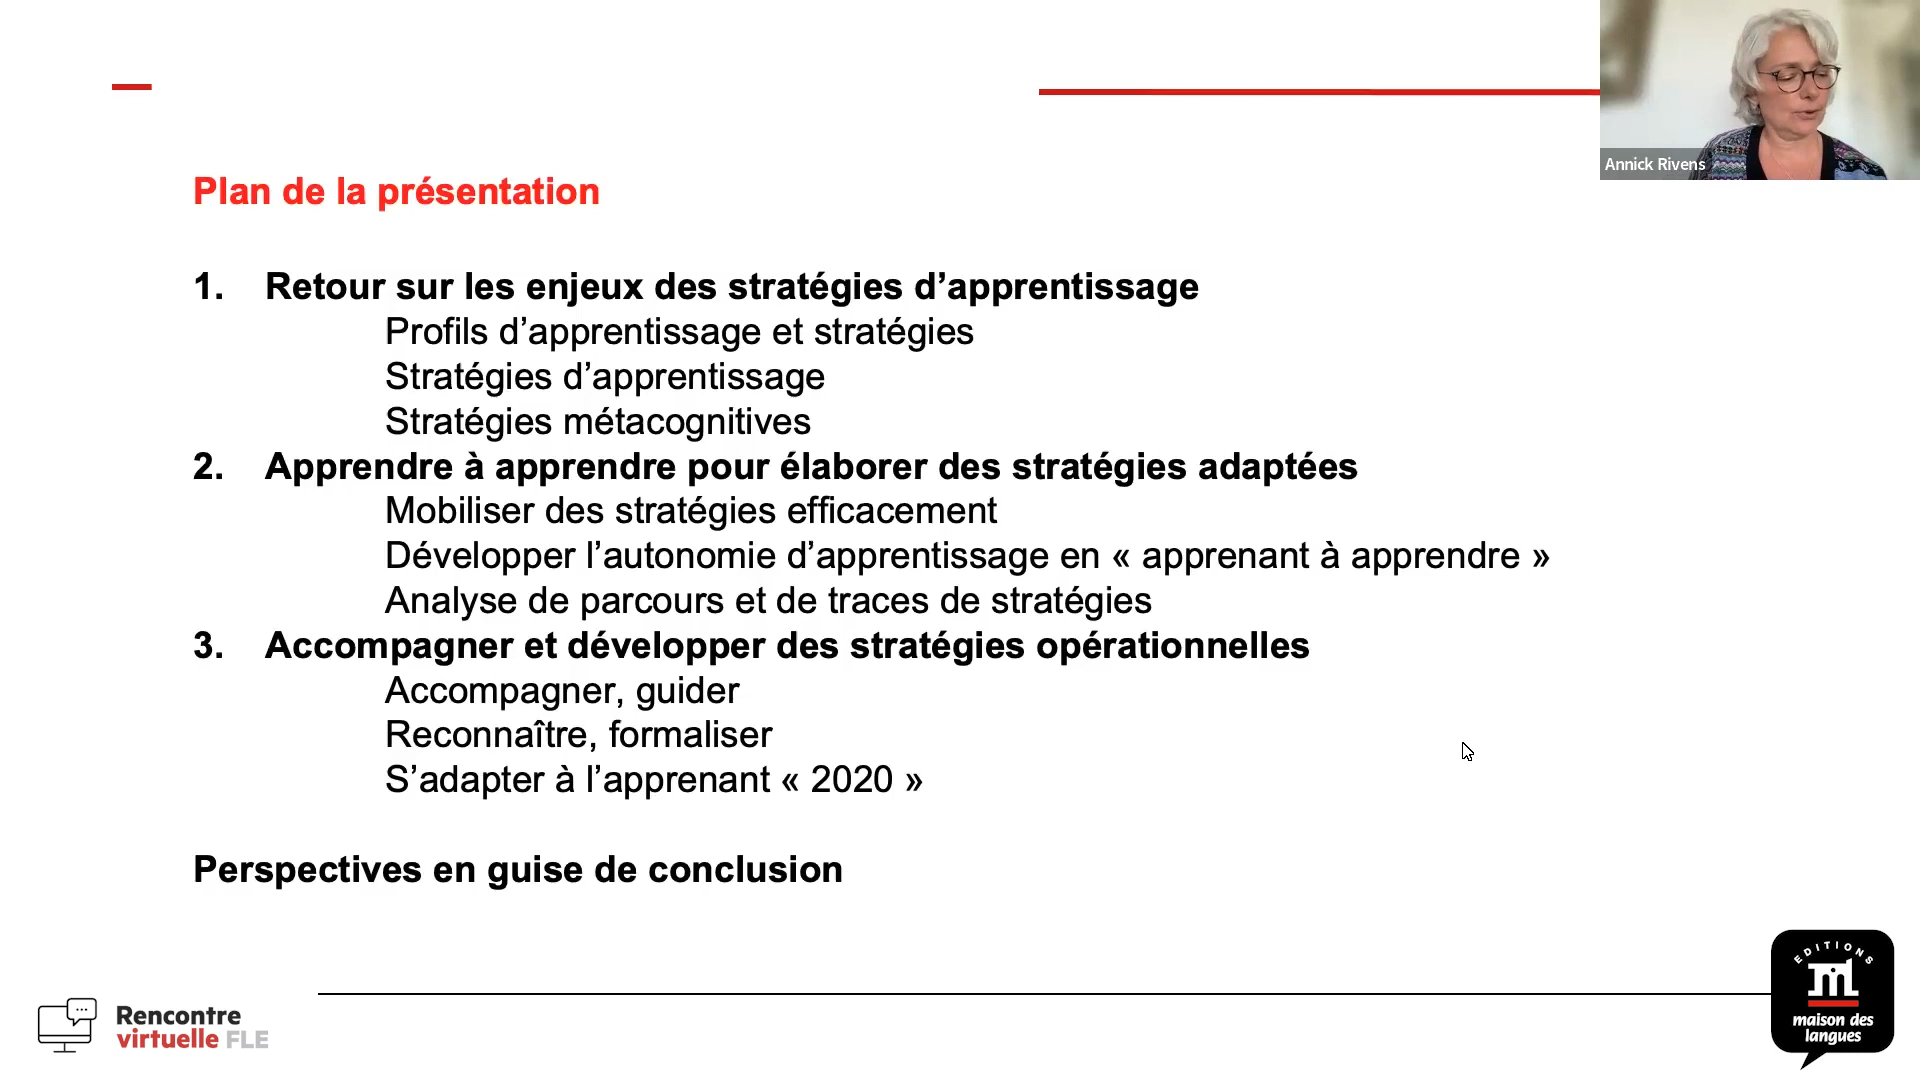 Annick Rivens
Plan de la présentation
1. Retour sur les enjeux des stratégies d’apprentissage
Profils d’apprentissage et stratégies
Stratégies d’apprentissage
Stratégies métacognitives
2. Apprendre à apprendre pour élaborer des stratégies adaptées
Mobiliser des stratégies efficacement
Développer l’autonomie d’apprentissage en « apprenant à apprendre »
Analyse de parcours et de traces de stratégies
3. Accompagner et développer des stratégies opérationnelles
Accompagner, guider
Reconnaître, formaliser
S’adapter à l’apprenant « 2020 »
Perspectives en guise de conclusion
Rencontre
virtuelle FLE
EDITIONS
maison des
langues